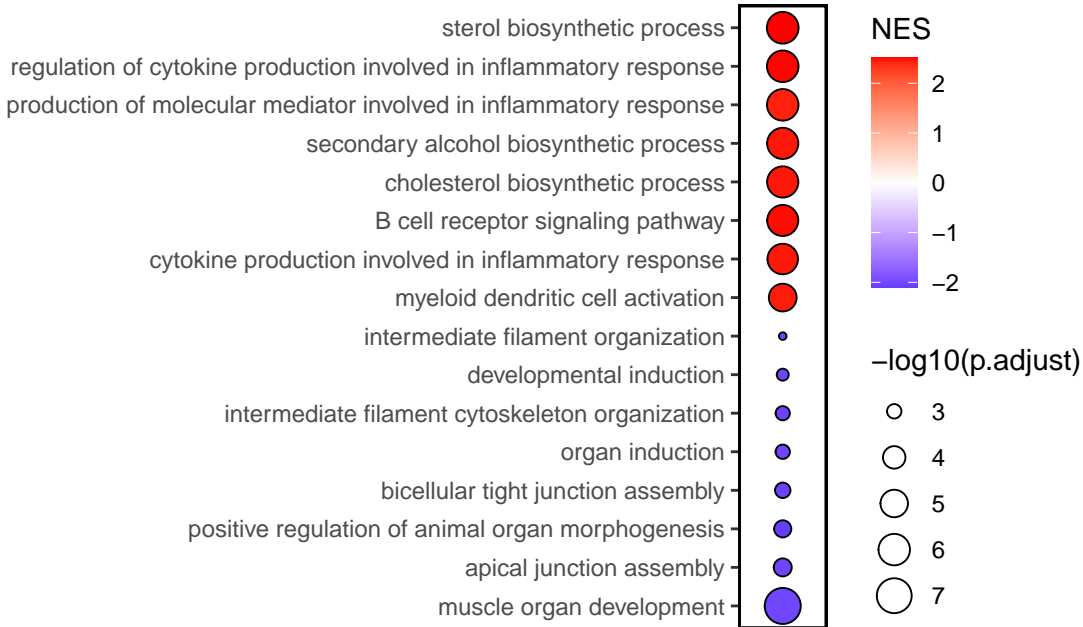 sterol biosynthetic process
regulation of cytokine production involved in inflammatory response
production of molecular mediator involved in inflammatory response
secondary alcohol biosynthetic process
cholesterol biosynthetic process
B cell receptor signaling pathway
cytokine production involved in inflammatory response
myeloid dendritic cell activation
intermediate filament organization
developmental induction
intermediate filament cytoskeleton organization
organ induction
bicellular tight junction assembly
positive regulation of animal organ morphogenesis
apical junction assembly
muscle organ development
NES
2
1
0
−1
−2
−log10(p.adjust)
3
4
5
6
7